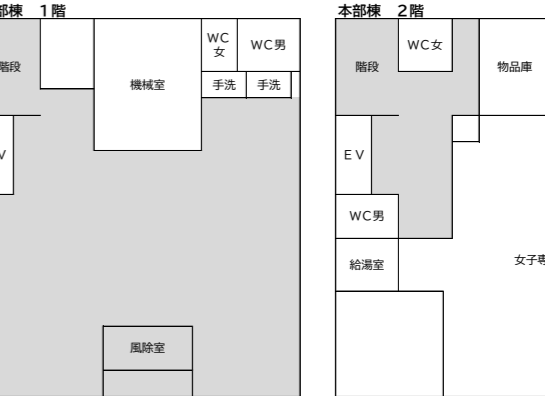 部棟 1階
本部棟 2階
階段
WC
女
WC男
機械室
手洗
手洗
V
風除室
階段
WC女
物品庫
EV
WC男
給湯室
女子専